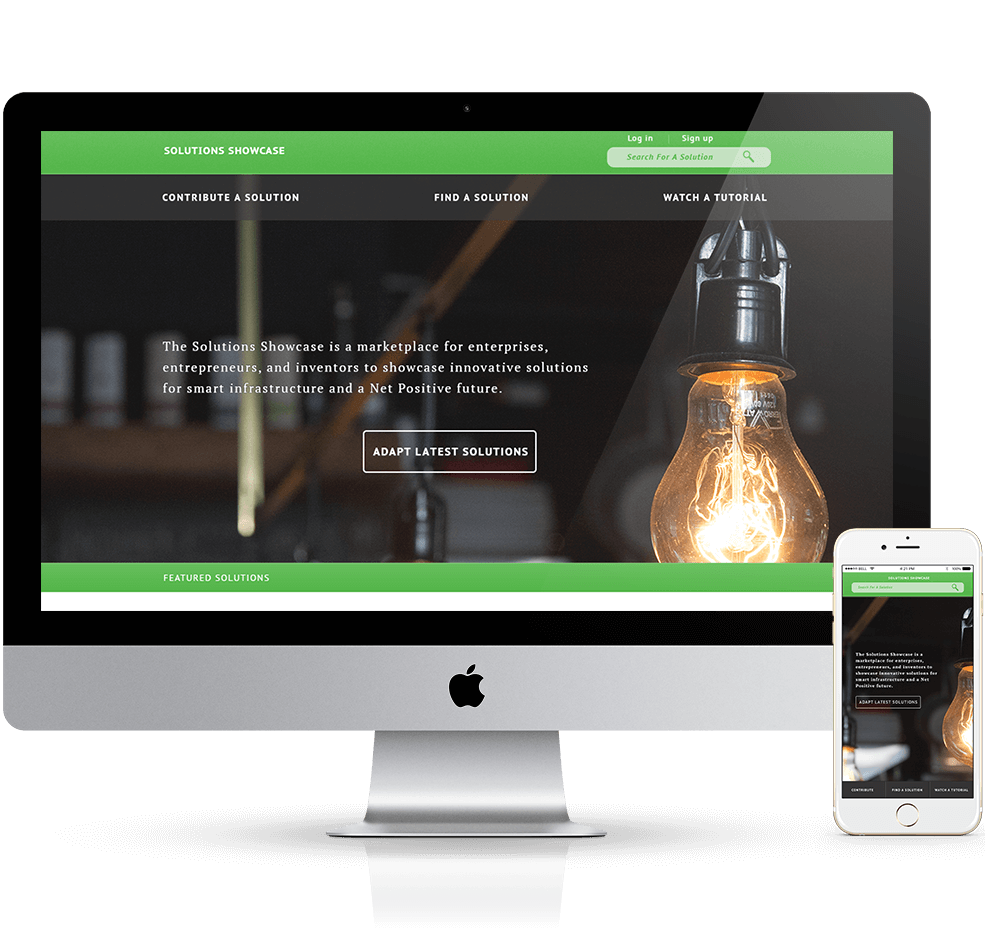 Log in | Sign up
SOLUTIONS SHOWCASE
Search For A Solution
CONTRIBUTE A SOLUTION
FIND A SOLUTION
WATCH A TUTORIAL
The Solutions Showcase is a marketplace for enterprises,
entrepreneurs, and inventors to showcase innovative solutions
for smart infrastructure and a Net Positive future.
ADAPT LATEST SOLUTIONS
FEATURED SOLUTIONS
BELL
4:21 PM
100%
SOLUTIONS SHOWCASE
Search For A Solution
The Solutions Showcase is a
marketplace for enterprises,
entrepreneurs, and inventors to
showcase innovative solutions for
smart infrastructure and a Net
Positive future.
ADAPT LATEST SOLUTIONS
CONTRIBUTE
FIND A SOLUTION
WATCH A TUTORIAL